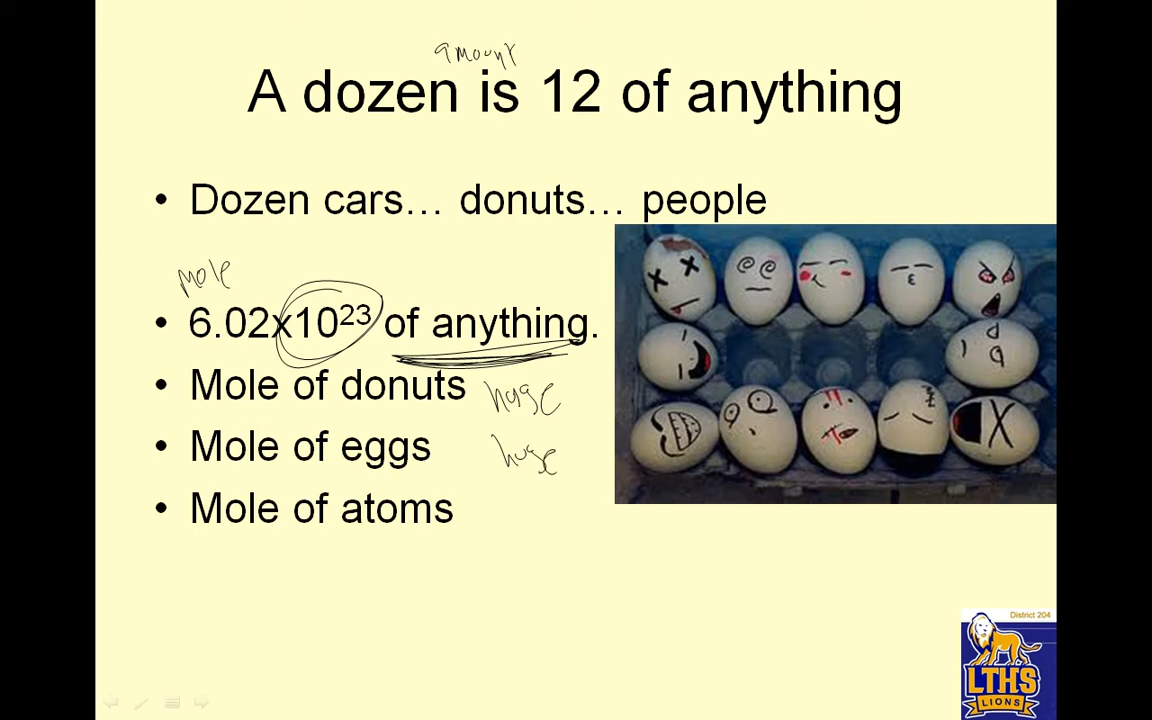 amount
A dozen is 12 of anything
• Dozen cars… donuts… people
mole
• 6.02x10²³ of anything.
• Mole of donuts huge
• Mole of eggs huge
• Mole of atoms
District 204
LTHS
LIONS